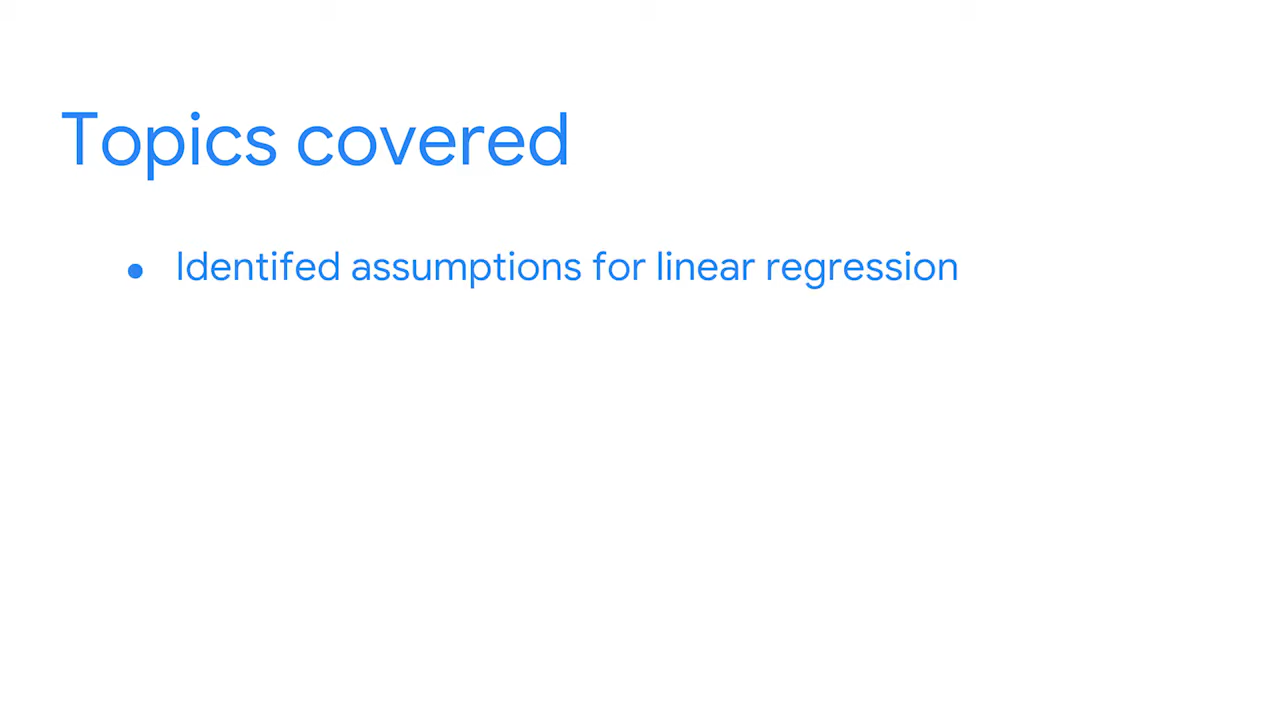 Topics covered
● Identifed assumptions for linear regression